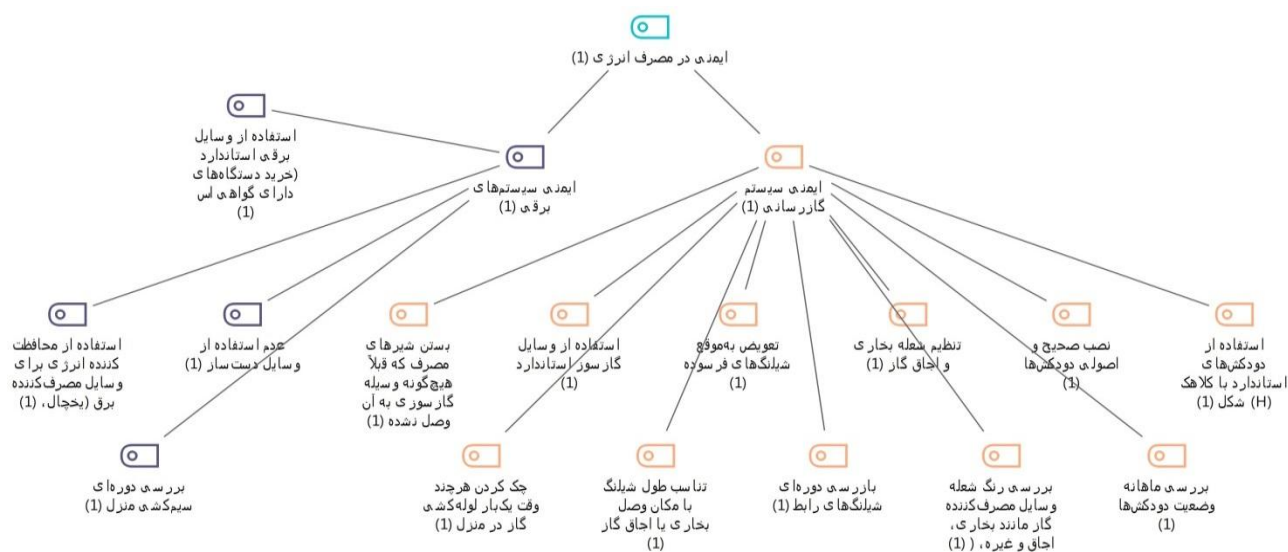 ایمنی در مصرف انرژی (1)
استفاده از وسایل
برقی استاندارد
(خرید دستگاه‌های
دارای گواهی اس
(1)
ایمنی سیستم‌های
برقی (1)
ایمنی سیستم
گازرسانی (1)
استفاده از محافظت
کننده انرژی برای
وسایل مصرف‌کننده
برق (یخچال، (1)
عدم استفاده از
وسایل دست‌ساز (1)
بستن شیرهای
مصرف که قبلاً
هیچ‌گونه وسیله
گازسوزی به آن
وصل نشده (1)
استفاده از وسایل
گازسوز استاندارد
(1)
تعویض به‌موقع
شیلنگ‌های فرسوده
(1)
تنظیم شعله بخاری
و اجاق گاز (1)
نصب صحیح و
اصولی دودکش‌ها
(1)
استفاده از
دودکش‌های
استاندارد با کلاهک
(H) شکل (1)
بررسی دوره‌ای
سیم‌کشی منزل (1)
چک کردن هرچند
وقت یک‌بار لوله‌کشی
گاز در منزل (1)
تناسب طول شیلنگ
با مکان وصل
بخاری یا اجاق گاز
(1)
بازرسی دوره‌ای
شیلنگ‌های رابط (1)
بررسی رنگ شعله
وسایل مصرف‌کننده
گاز مانند بخاری،
اجاق و غیره، ( (1)
بررسی ماهانه
وضعیت دودکش‌ها
(1)